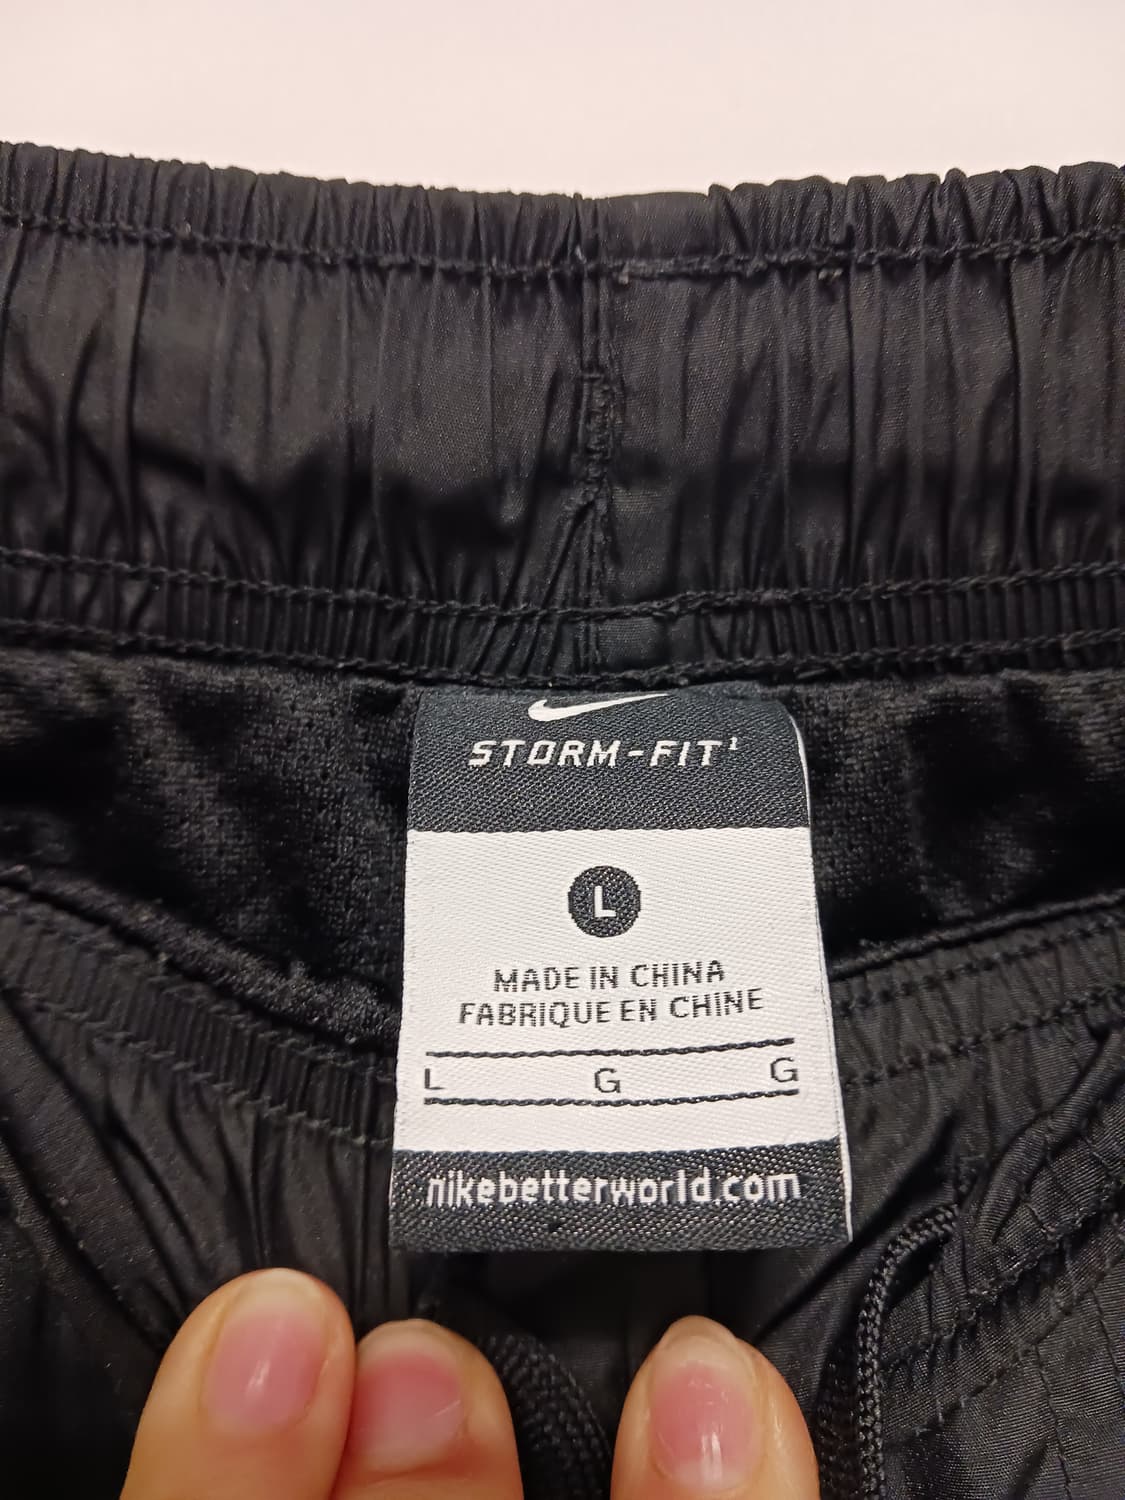 STORM-FIT¹
L
MADE IN CHINA
FABRIQUE EN CHINE
L G G
nikebetterworld.com